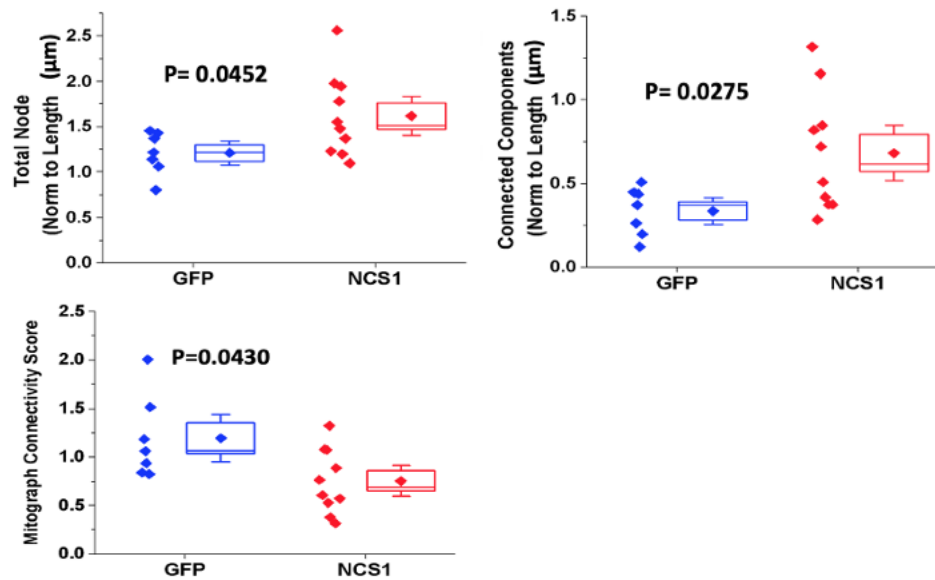 Total Node
(Norm to Length (µm)
2.5
2.0
1.5
1.0
0.5
0.0
P= 0.0452
GFP
NCS1
Connected Components
(Norm to Length (µm)
1.5
1.0
0.5
0.0
P= 0.0275
GFP
NCS1
Mitograph Connectivity Score
2.5
2.0
1.5
1.0
0.5
0.0
P=0.0430
GFP
NCS1